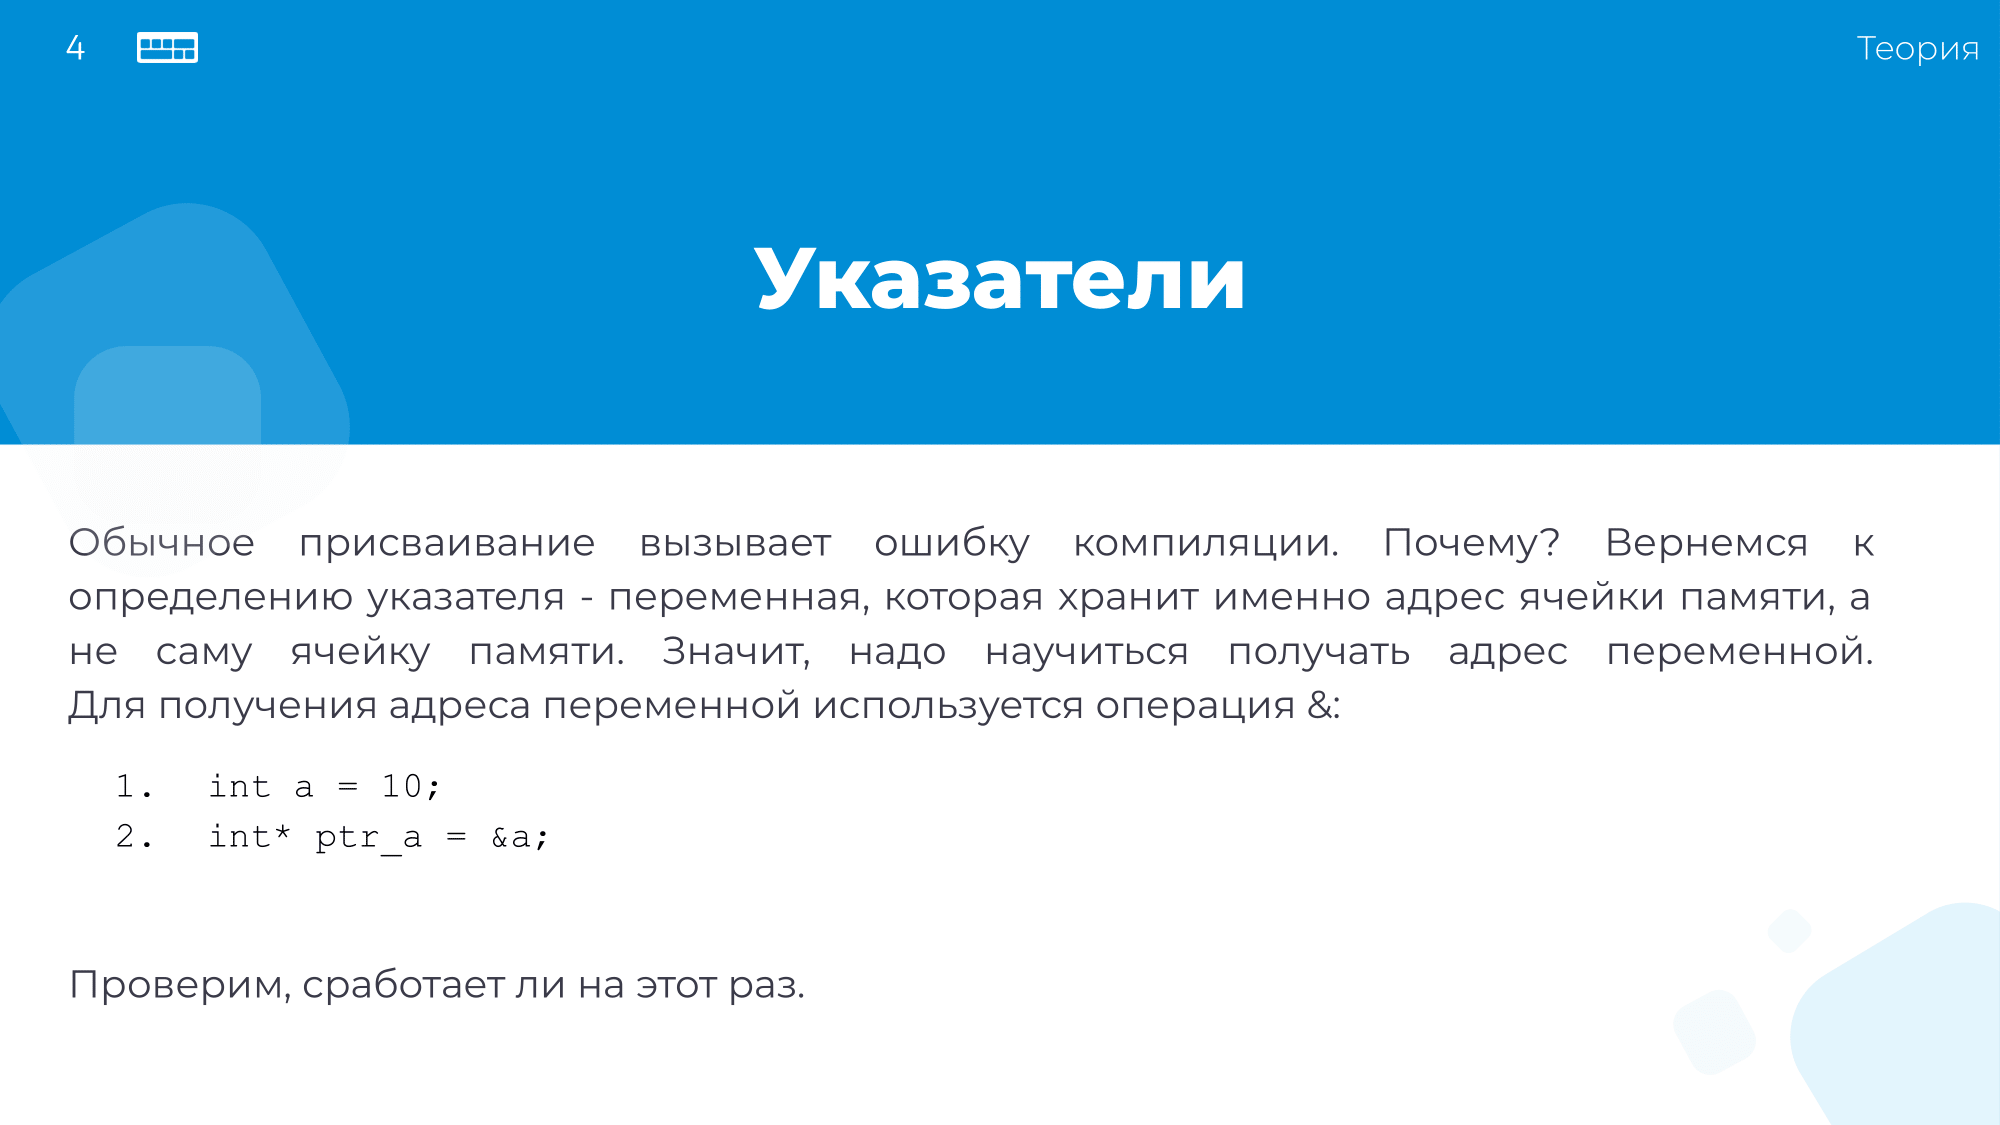 4
Теория
Указатели
Обычное присваивание вызывает ошибку компиляции. Почему? Вернемся к
определению указателя - переменная, которая хранит именно адрес ячейки памяти, а
не саму ячейку памяти. Значит, надо научиться получать адрес переменной.
Для получения адреса переменной используется операция &:
1. int a = 10;
2. int* ptr_a = &a;
Проверим, сработает ли на этот раз.